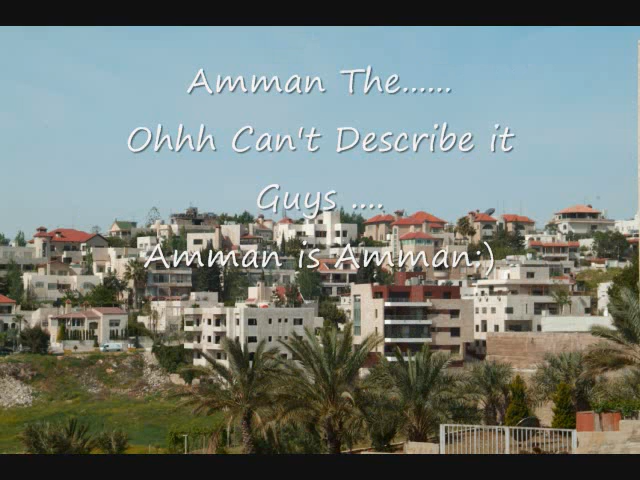 Amman The......
Ohhh Can't Describe it
Guys ....
Amman is Amman:)